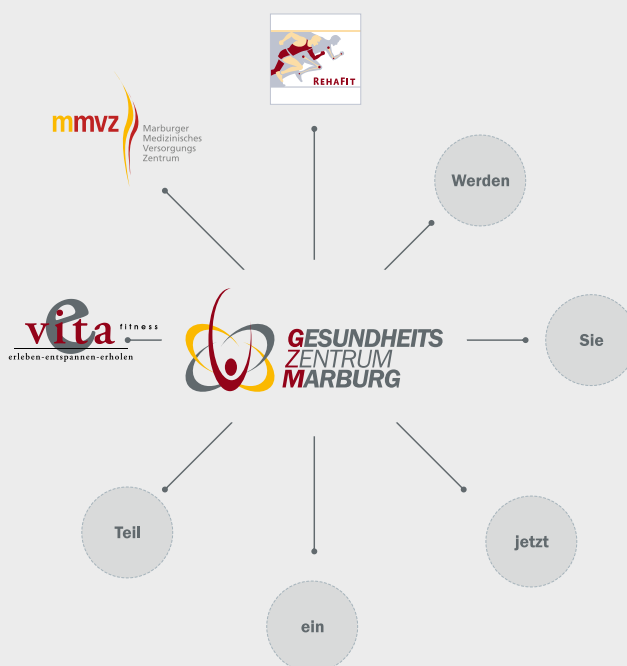 REHAFIT
mmvz
Marburger
Medizinisches
Versorgungs
Zentrum
Werden
Sie
jetzt
ein
Teil
vita
e
fitness
erleben-entspannen-erholen
GESUNDHEITS
ZENTRUM
MARBURG